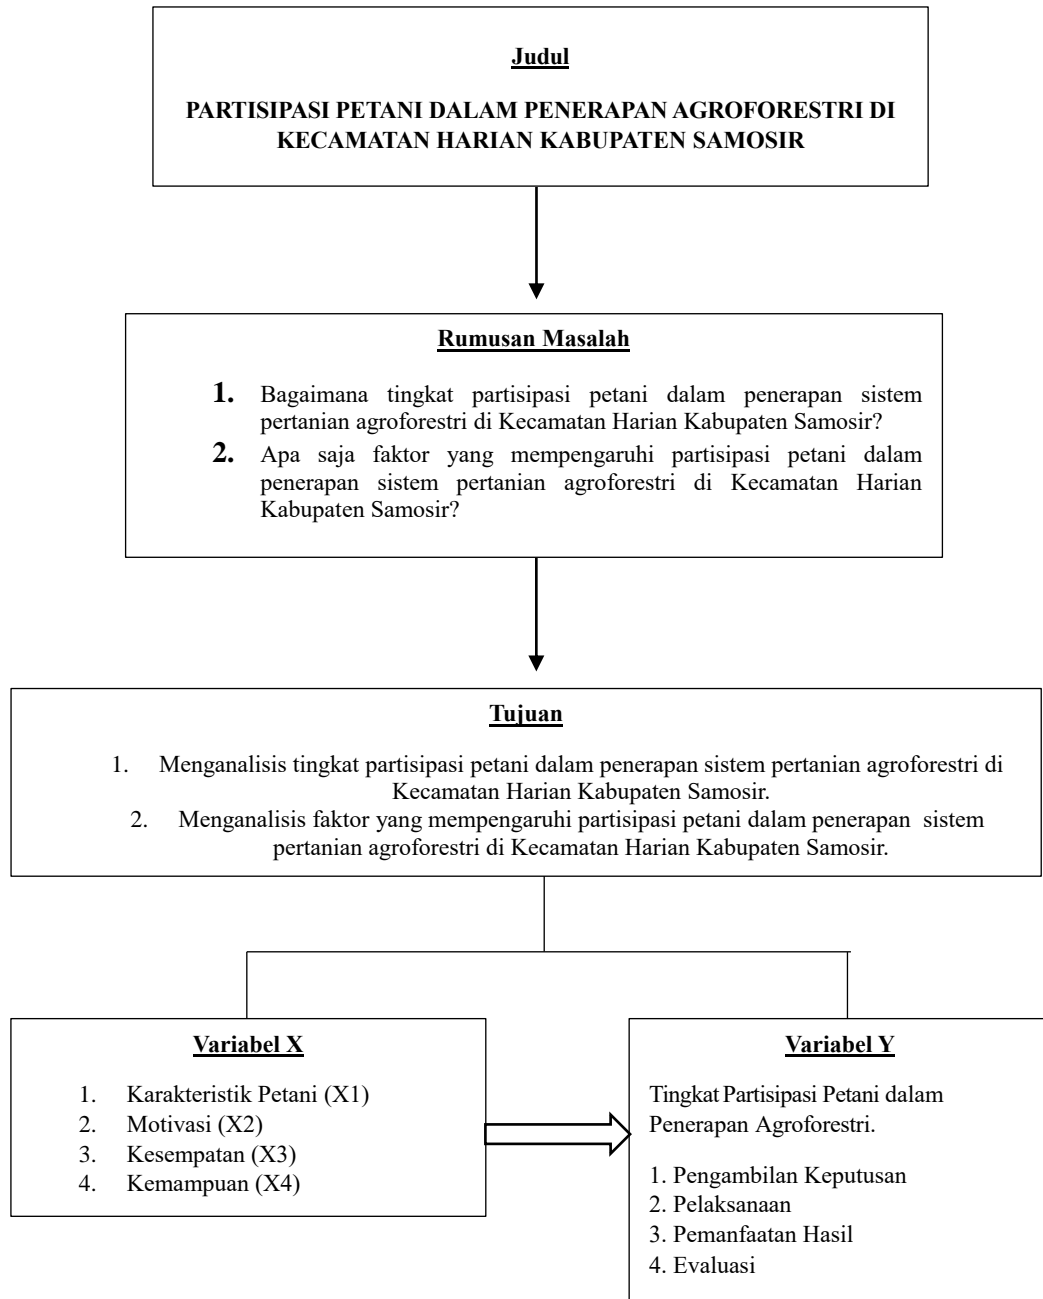 Judul
PARTISIPASI PETANI DALAM PENERAPAN AGROFORESTRI DI
KECAMATAN HARIAN KABUPATEN SAMOSIR
Rumusan Masalah
1. Bagaimana tingkat partisipasi petani dalam penerapan sistem
pertanian agroforestri di Kecamatan Harian Kabupaten Samosir?
2. Apa saja faktor yang mempengaruhi partisipasi petani dalam
penerapan sistem pertanian agroforestri di Kecamatan Harian
Kabupaten Samosir?
Tujuan
1. Menganalisis tingkat partisipasi petani dalam penerapan sistem pertanian agroforestri di
Kecamatan Harian Kabupaten Samosir.
2. Menganalisis faktor yang mempengaruhi partisipasi petani dalam penerapan sistem
pertanian agroforestri di Kecamatan Harian Kabupaten Samosir.
Variabel X
1. Karakteristik Petani (X1)
2. Motivasi (X2)
3. Kesempatan (X3)
4. Kemampuan (X4)
Variabel Y
Tingkat Partisipasi Petani dalam
Penerapan Agroforestri.
1. Pengambilan Keputusan
2. Pelaksanaan
3. Pemanfaatan Hasil
4. Evaluasi